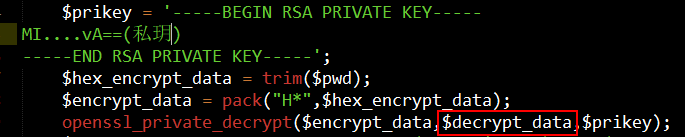 $prikey = '-----BEGIN RSA PRIVATE KEY-----
MI....vA==(私玥)
-----END RSA PRIVATE KEY-----';
$hex_encrypt_data = trim($pwd);
$encrypt_data = pack("H*",$hex_encrypt_data);
openssl_private_decrypt($encrypt_data,$decrypt_data,$prikey);